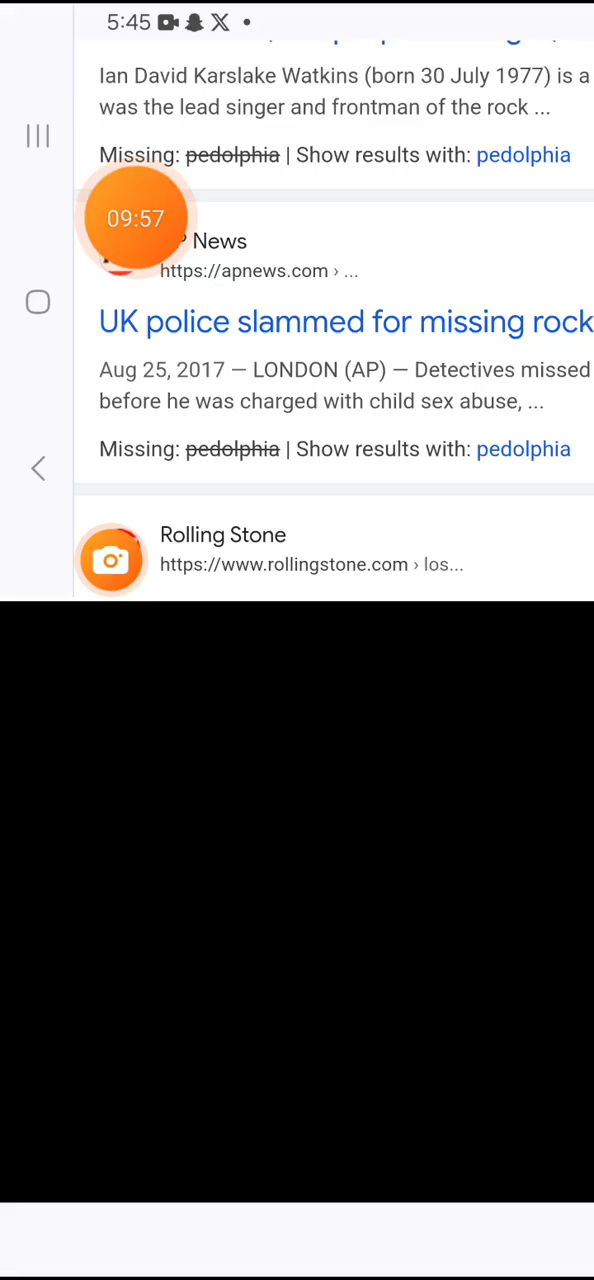 5:45
Ian David Karslake Watkins (born 30 July 1977) is a
was the lead singer and frontman of the rock ...
Missing: pedolphia | Show results with: pedolphia
09:57
News
https://apnews.com › ...
UK police slammed for missing rock
Aug 25, 2017 — LONDON (AP) — Detectives missed
before he was charged with child sex abuse, ...
Missing: pedolphia | Show results with: pedolphia
Rolling Stone
https://www.rollingstone.com › los...